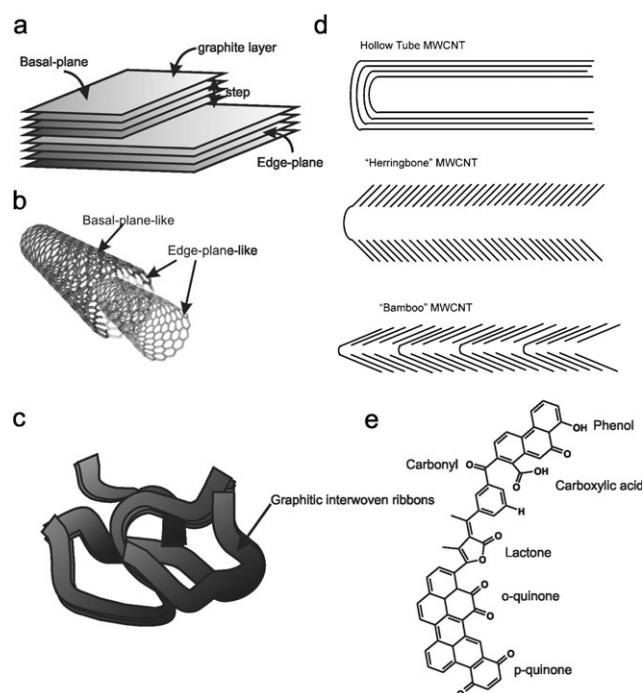 a
graphite layer
Basal-plane
step
Edge-plane
b
Basal-plane-like
Edge-plane-like
c
Graphitic interwoven ribbons
d
Hollow Tube MWCNT
"Herringbone" MWCNT
"Bamboo" MWCNT
e
OH Phenol
O
Carbonyl O OH
O Carboxylic acid
H
O
Lactone
O
O
o-quinone
O
O
p-quinone
O